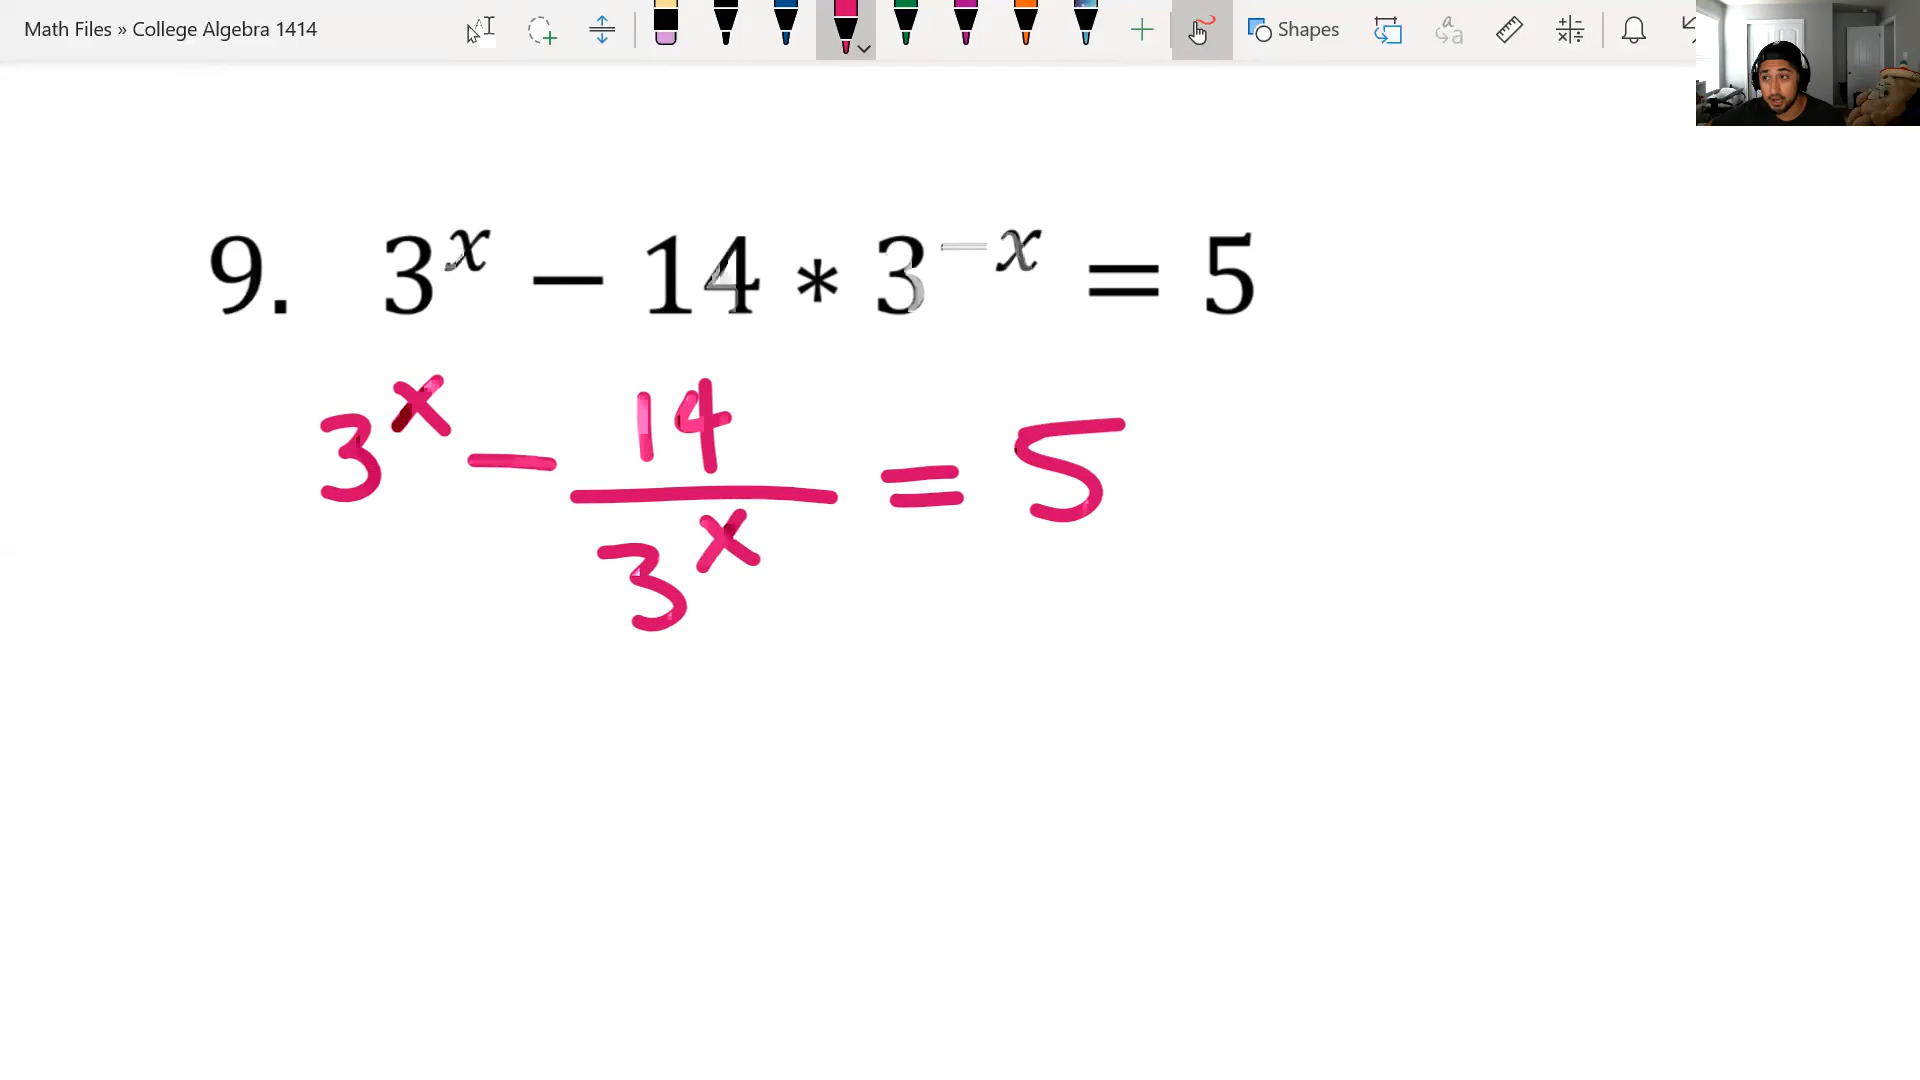 Math Files » College Algebra 1414
Shapes
9. 3^x − 14 * 3^−x = 5
3^x − 14/3^x = 5